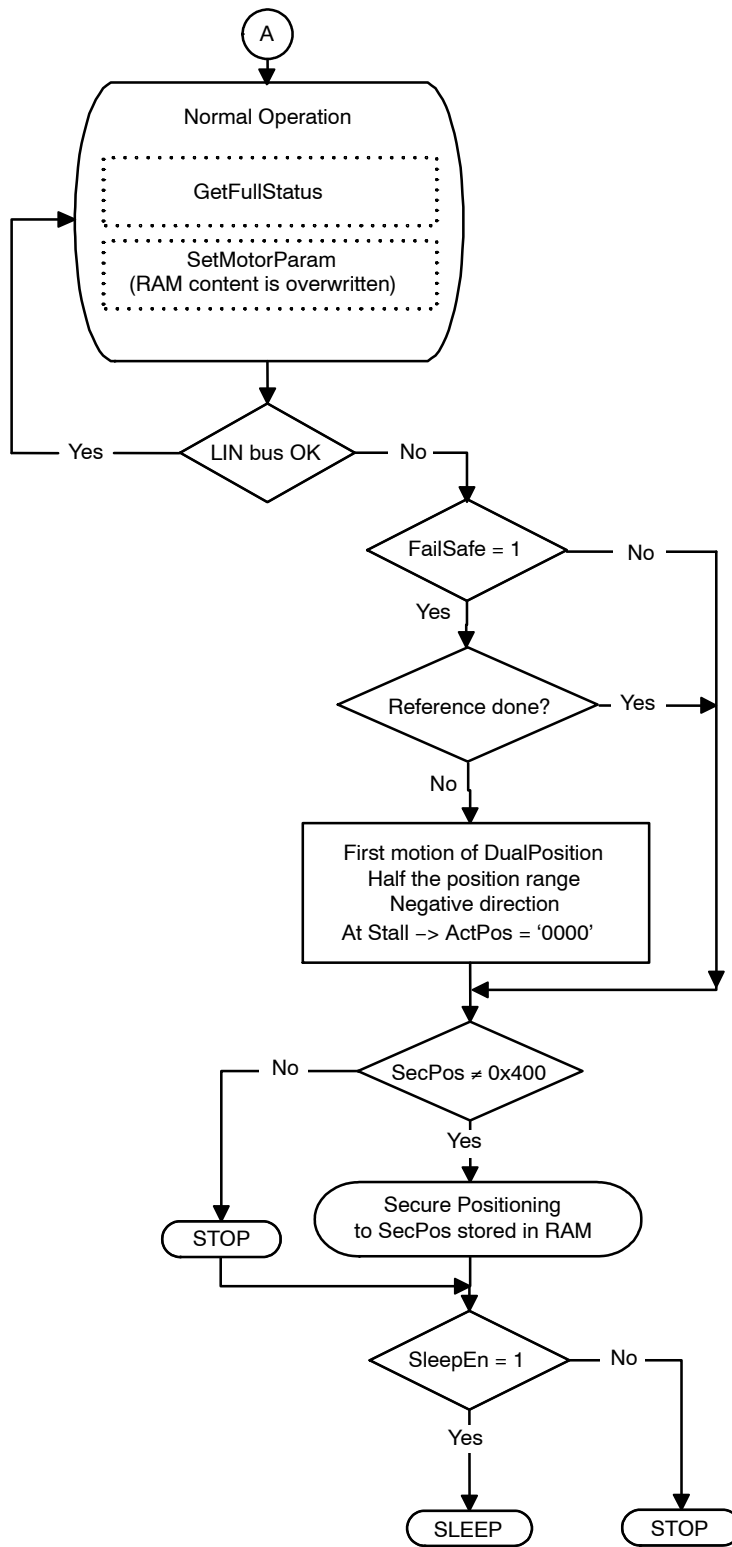 A
Normal Operation
GetFullStatus
SetMotorParam
(RAM content is overwritten)
Yes
LIN bus OK
No
FailSafe = 1
No
Yes
Reference done?
Yes
No
First motion of DualPosition
Half the position range
Negative direction
At Stall −> ActPos = ‘0000’
No
SecPos ≠ 0x400
Yes
Secure Positioning
to SecPos stored in RAM
STOP
SleepEn = 1
No
Yes
SLEEP
STOP